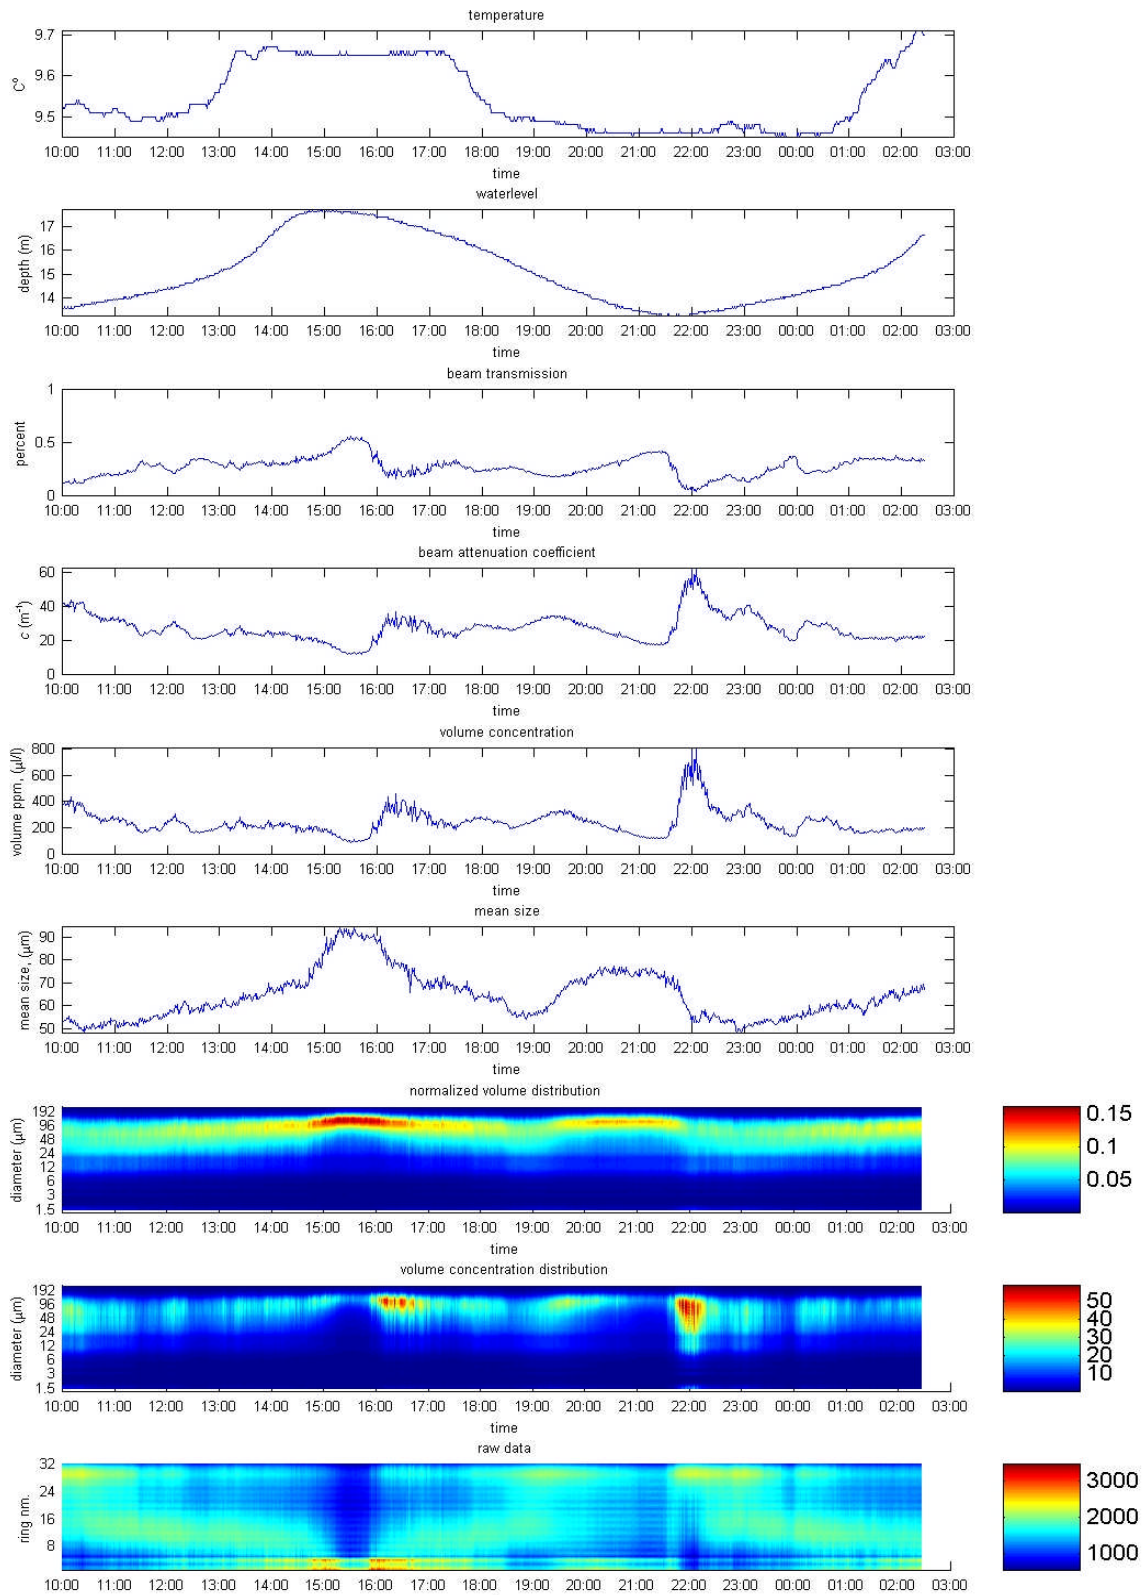 temperature
9.7
9.6
9.5
C°
10:00 11:00 12:00 13:00 14:00 15:00 16:00 17:00 18:00 19:00 20:00 21:00 22:00 23:00 00:00 01:00 02:00 03:00
time
waterlevel
17
16
15
14
depth (m)
10:00 11:00 12:00 13:00 14:00 15:00 16:00 17:00 18:00 19:00 20:00 21:00 22:00 23:00 00:00 01:00 02:00 03:00
time
beam transmission
1
0.5
0
percent
10:00 11:00 12:00 13:00 14:00 15:00 16:00 17:00 18:00 19:00 20:00 21:00 22:00 23:00 00:00 01:00 02:00 03:00
time
beam attenuation coefficient
60
40
20
0
c (m⁻¹)
10:00 11:00 12:00 13:00 14:00 15:00 16:00 17:00 18:00 19:00 20:00 21:00 22:00 23:00 00:00 01:00 02:00 03:00
time
volume concentration
800
600
400
200
0
volume ppm, (μl/l)
10:00 11:00 12:00 13:00 14:00 15:00 16:00 17:00 18:00 19:00 20:00 21:00 22:00 23:00 00:00 01:00 02:00 03:00
time
mean size
90
80
70
60
50
mean size, (μm)
10:00 11:00 12:00 13:00 14:00 15:00 16:00 17:00 18:00 19:00 20:00 21:00 22:00 23:00 00:00 01:00 02:00 03:00
time
normalized volume distribution
192
96
48
24
12
6
3
1.5
diameter (μm)
0.15
0.1
0.05
10:00 11:00 12:00 13:00 14:00 15:00 16:00 17:00 18:00 19:00 20:00 21:00 22:00 23:00 00:00 01:00 02:00 03:00
time
volume concentration distribution
192
96
48
24
12
6
3
1.5
diameter (μm)
50
40
30
20
10
10:00 11:00 12:00 13:00 14:00 15:00 16:00 17:00 18:00 19:00 20:00 21:00 22:00 23:00 00:00 01:00 02:00 03:00
time
raw data
32
24
16
8
ring nm.
3000
2000
1000
10:00 11:00 12:00 13:00 14:00 15:00 16:00 17:00 18:00 19:00 20:00 21:00 22:00 23:00 00:00 01:00 02:00 03:00